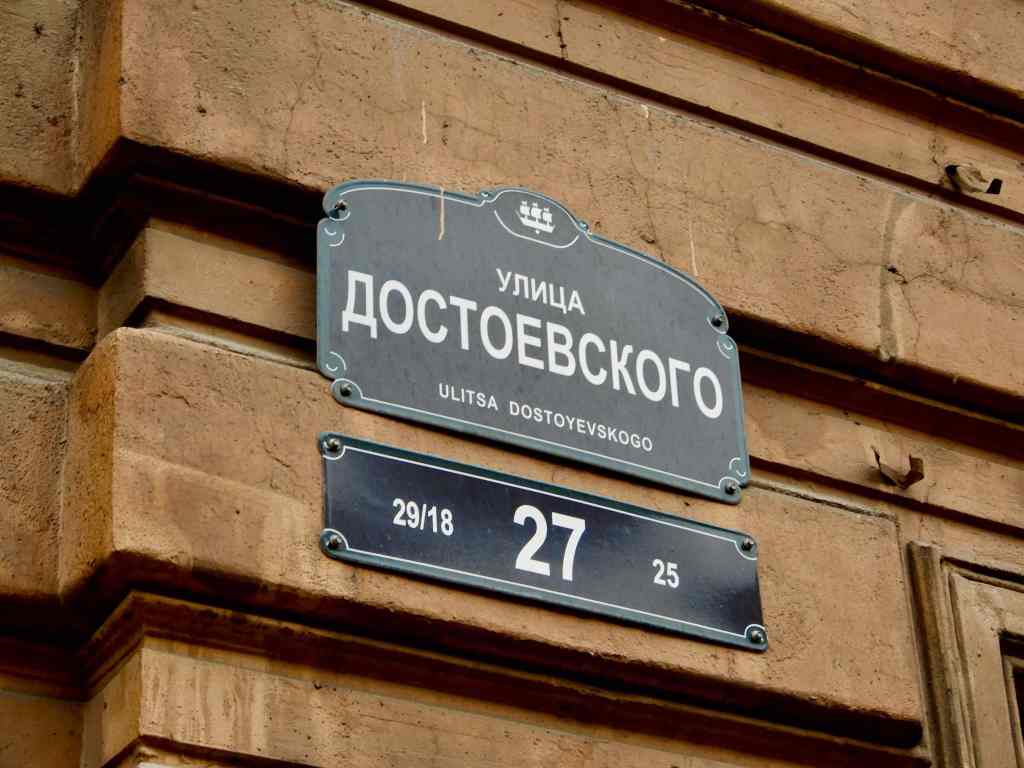 УЛИЦА
ДОСТОЕВСКОГО
ULITSA DOSTOYEVSKOGO
29/18 27 25